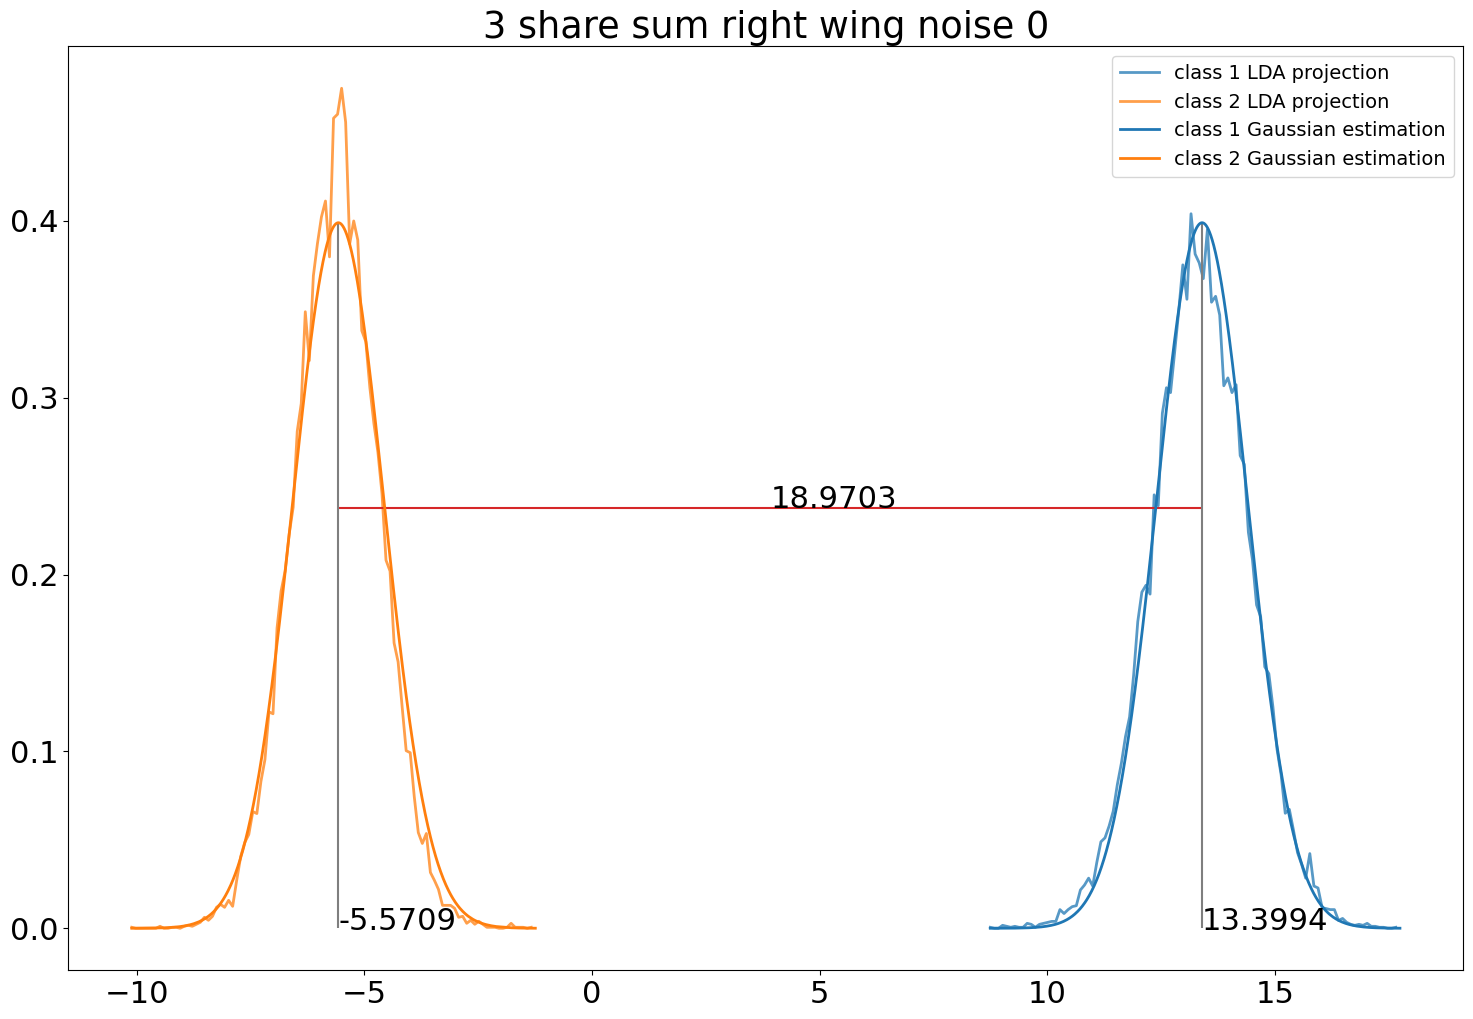 3 share sum right wing noise 0
class 1 LDA projection
class 2 LDA projection
class 1 Gaussian estimation
class 2 Gaussian estimation
0.4
0.3
18.9703
0.2
0.1
0.0
-5.5709
13.3994
−10
−5
0
5
10
15